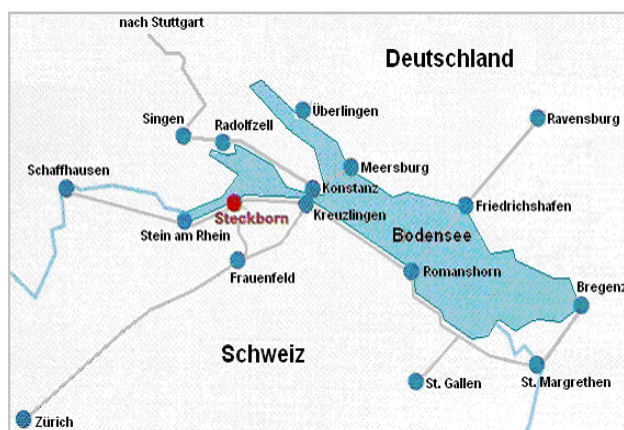 nach Stuttgart
Deutschland
Überlingen
Ravensburg
Singen
Radolfzell
Meersburg
Schaffhausen
Konstanz
Steckborn
Kreuzlingen
Friedrichshafen
Stein am Rhein
Bodensee
Frauenfeld
Romanshorn
Bregenz
Schweiz
St. Gallen
St. Margrethen
Zürich